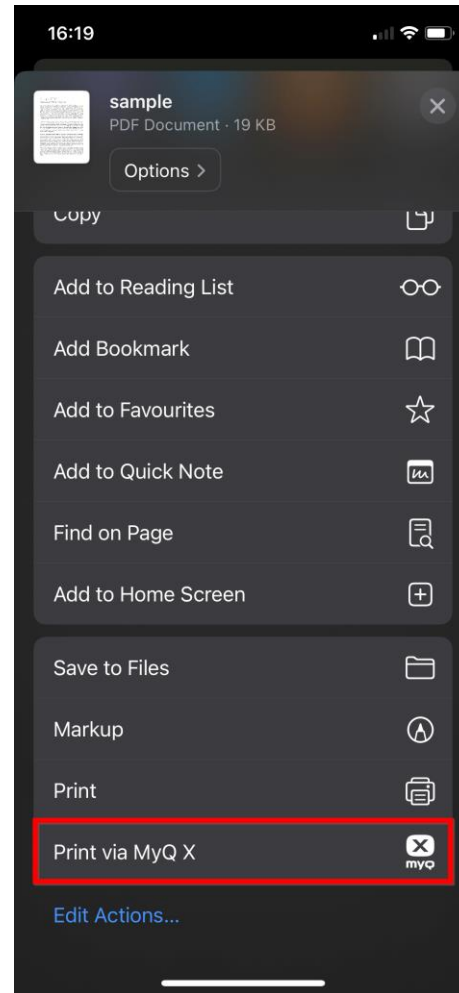 16:19
sample
PDF Document · 19 KB
Options >
Copy
Add to Reading List
Add Bookmark
Add to Favourites
Add to Quick Note
Find on Page
Add to Home Screen
Save to Files
Markup
Print
Print via MyQ X
myQ
Edit Actions...